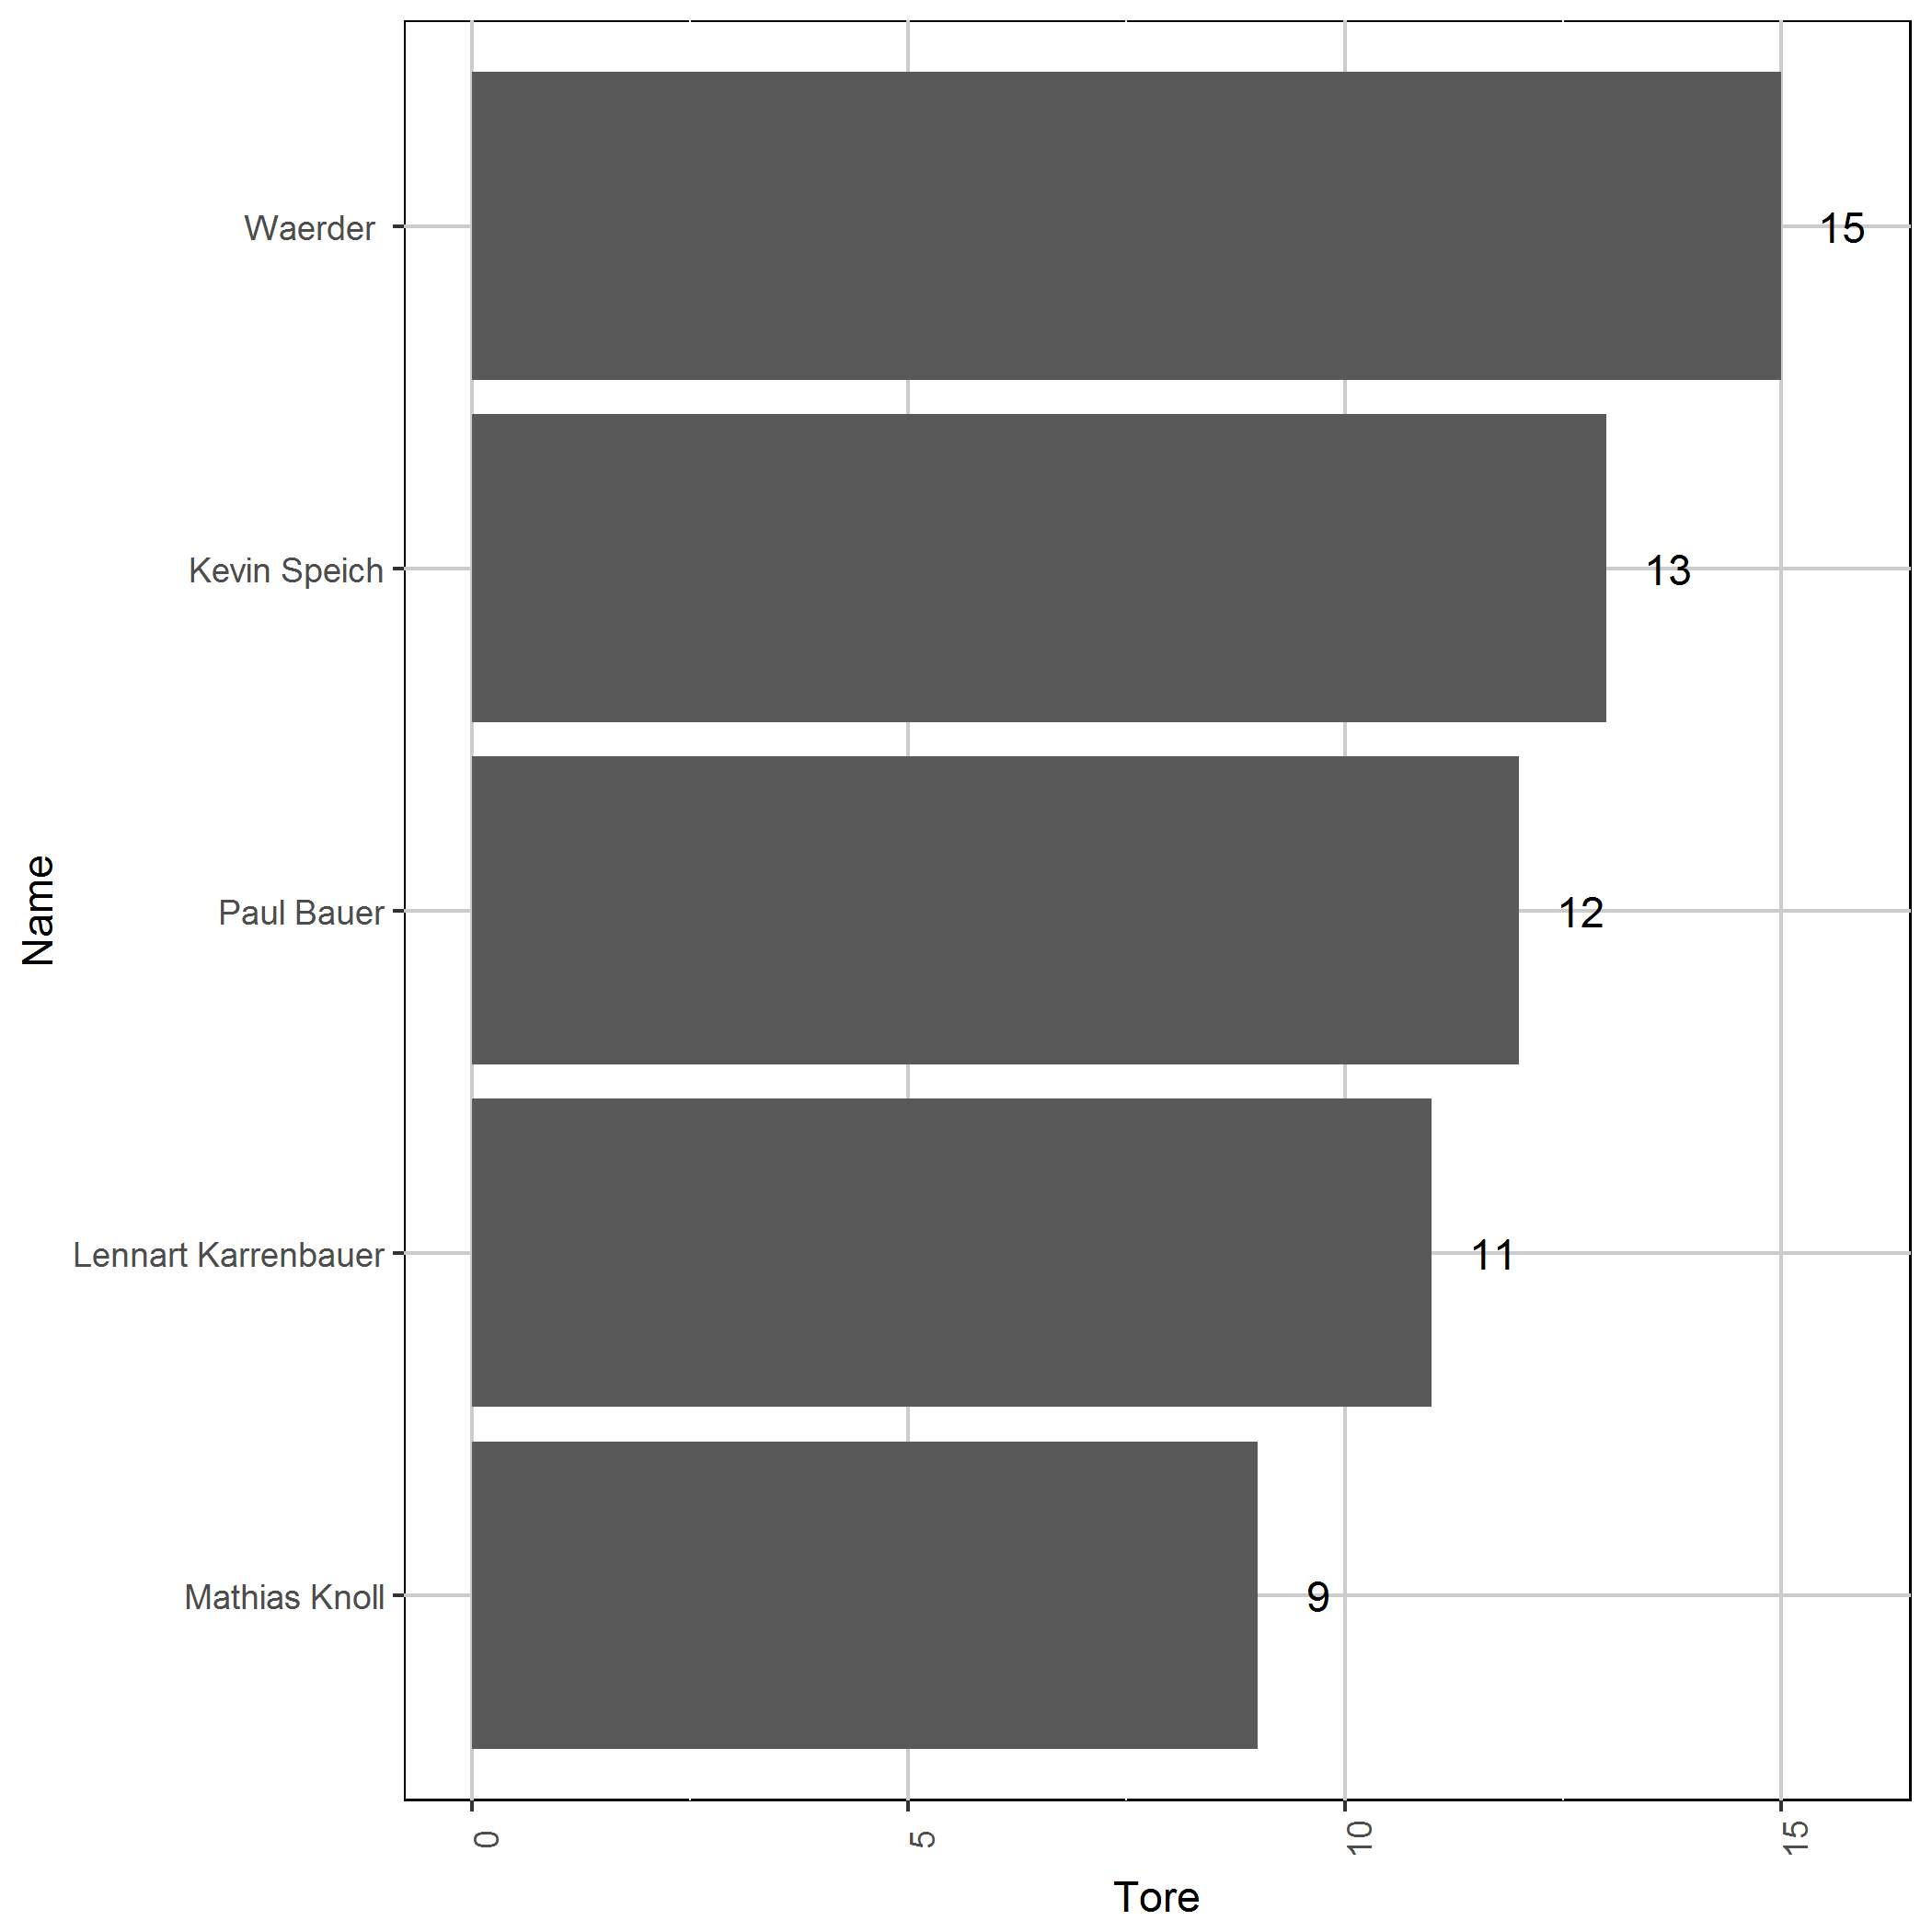 Waerder
15
Kevin Speich
13
Paul Bauer
12
Lennart Karrenbauer
11
Mathias Knoll
9
Name
0
5
10
15
Tore